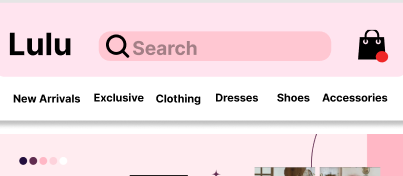 Lulu Search
New Arrivals Exclusive Clothing Dresses Shoes Accessories